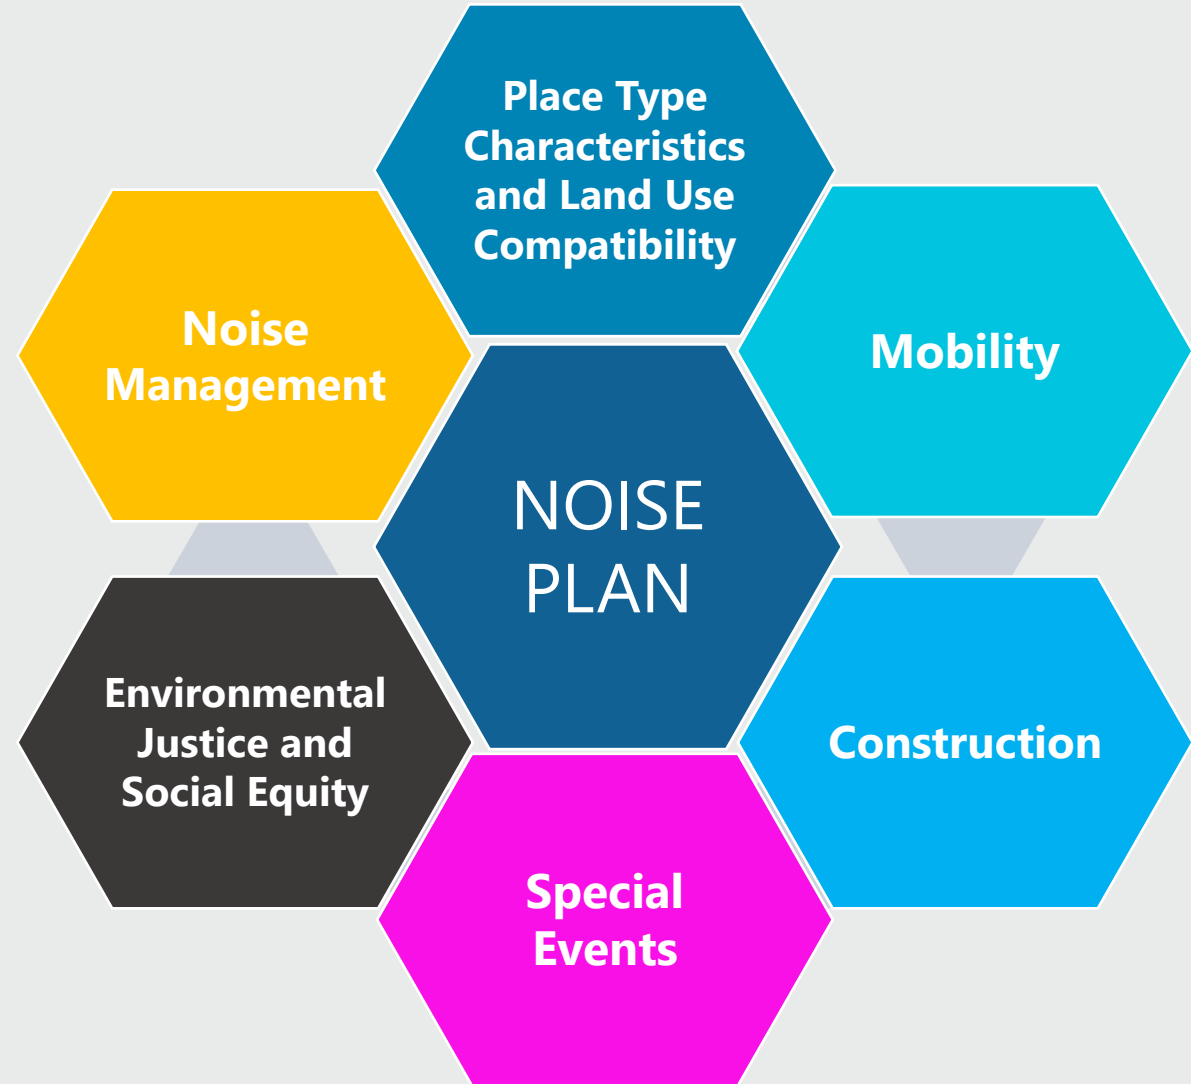 Place Type
Characteristics
and Land Use
Compatibility
Noise
Management
Mobility
NOISE
PLAN
Environmental
Justice and
Social Equity
Construction
Special
Events